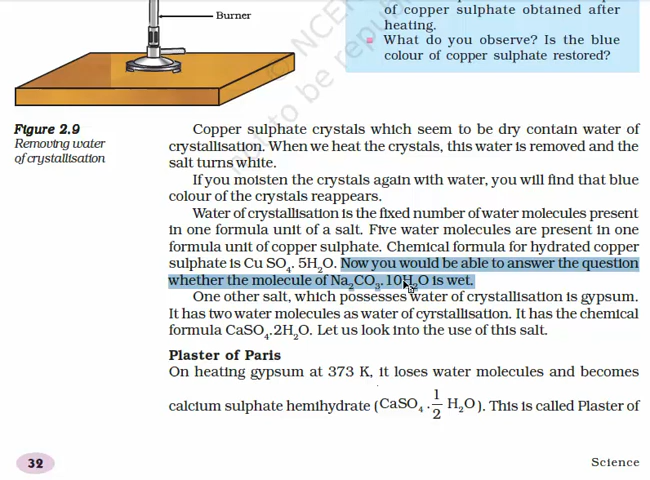 Burner
of copper sulphate obtained after
heating.
What do you observe? Is the blue
colour of copper sulphate restored?
Figure 2.9
Removing water
of crystallisation
Copper sulphate crystals which seem to be dry contain water of
crystallisation. When we heat the crystals, this water is removed and the
salt turns white.
If you moisten the crystals again with water, you will find that blue
colour of the crystals reappears.
Water of crystallisation is the fixed number of water molecules present
in one formula unit of a salt. Five water molecules are present in one
formula unit of copper sulphate. Chemical formula for hydrated copper
sulphate is Cu SO₄. 5H₂O. Now you would be able to answer the question
whether the molecule of Na₂CO₃.10H₂O is wet.
One other salt, which possesses water of crystallisation is gypsum.
It has two water molecules as water of cyrstallisation. It has the chemical
formula CaSO₄.2H₂O. Let us look into the use of this salt.
Plaster of Paris
On heating gypsum at 373 K, it loses water molecules and becomes
calcium sulphate hemihydrate (CaSO₄ . 1/2 H₂O). This is called Plaster of
32
Science